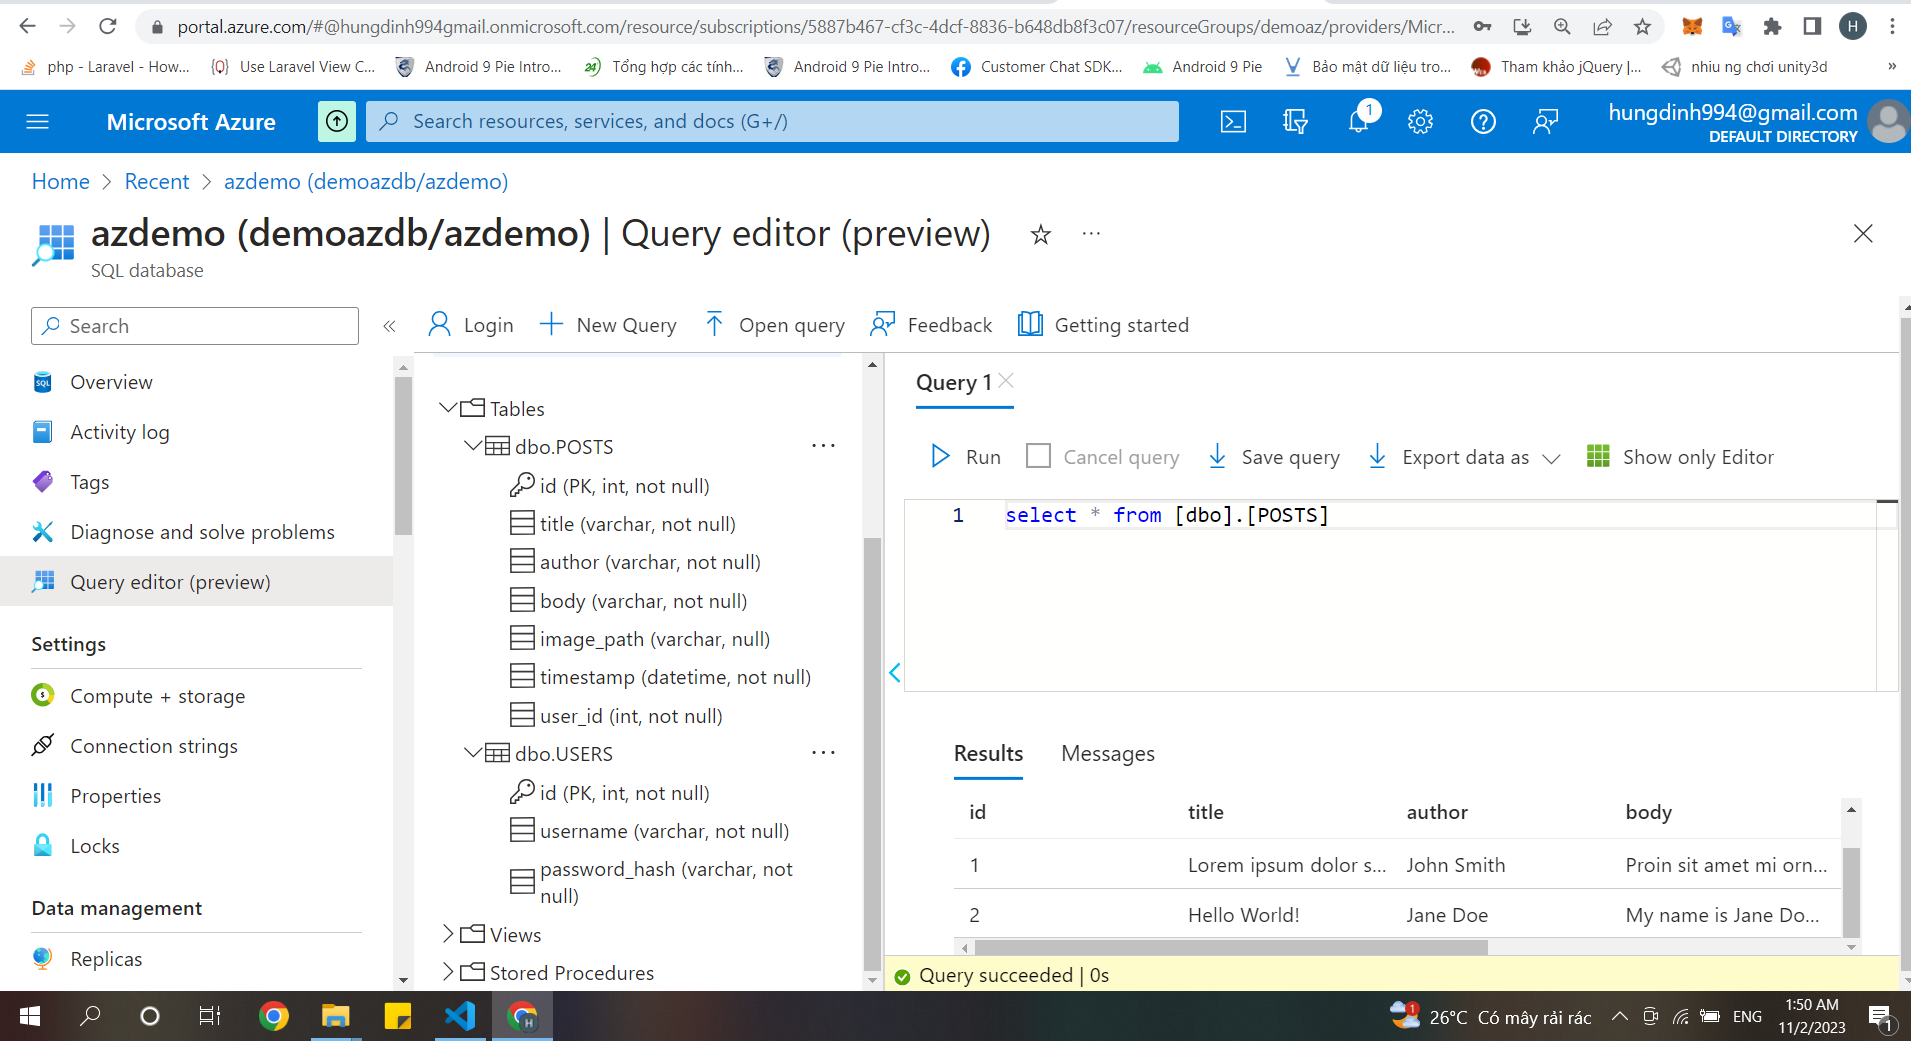 portal.azure.com/#@hungdinh994gmail.onmicrosoft.com/resource/subscriptions/5887b467-cf3c-4dcf-8836-b648db8f3c07/resourceGroups/demoaz/providers/Micr...
H
php - Laravel - How...
Use Laravel View C...
Android 9 Pie Intro...
24
Tổng hợp các tính...
Android 9 Pie Intro...
Customer Chat SDK...
Android 9 Pie
Bảo mật dữ liệu tro...
Tham khảo jQuery |...
nhiu ng chơi unity3d
»
Microsoft Azure
Search resources, services, and docs (G+/)
1
hungdinh994@gmail.com
DEFAULT DIRECTORY
Home > Recent > azdemo (demoazdb/azdemo)
azdemo (demoazdb/azdemo) | Query editor (preview)
...
SQL database
Search
«
Overview
Activity log
Tags
Diagnose and solve problems
Query editor (preview)
Settings
Compute + storage
Connection strings
Properties
Locks
Data management
Replicas
Login
New Query
Open query
Feedback
Getting started
Tables
dbo.POSTS
...
id (PK, int, not null)
title (varchar, not null)
author (varchar, not null)
body (varchar, not null)
image_path (varchar, null)
timestamp (datetime, not null)
user_id (int, not null)
dbo.USERS
...
id (PK, int, not null)
username (varchar, not null)
password_hash (varchar, not
null)
Views
Stored Procedures
Query 1
Run
Cancel query
Save query
Export data as
Show only Editor
1 select * from [dbo].[POSTS]
Results
Messages
id title author body
1 Lorem ipsum dolor s... John Smith Proin sit amet mi orn...
2 Hello World! Jane Doe My name is Jane Do...
Query succeeded | 0s
1
26°C Có mây rải rác
ENG
1:50 AM
11/2/2023
1